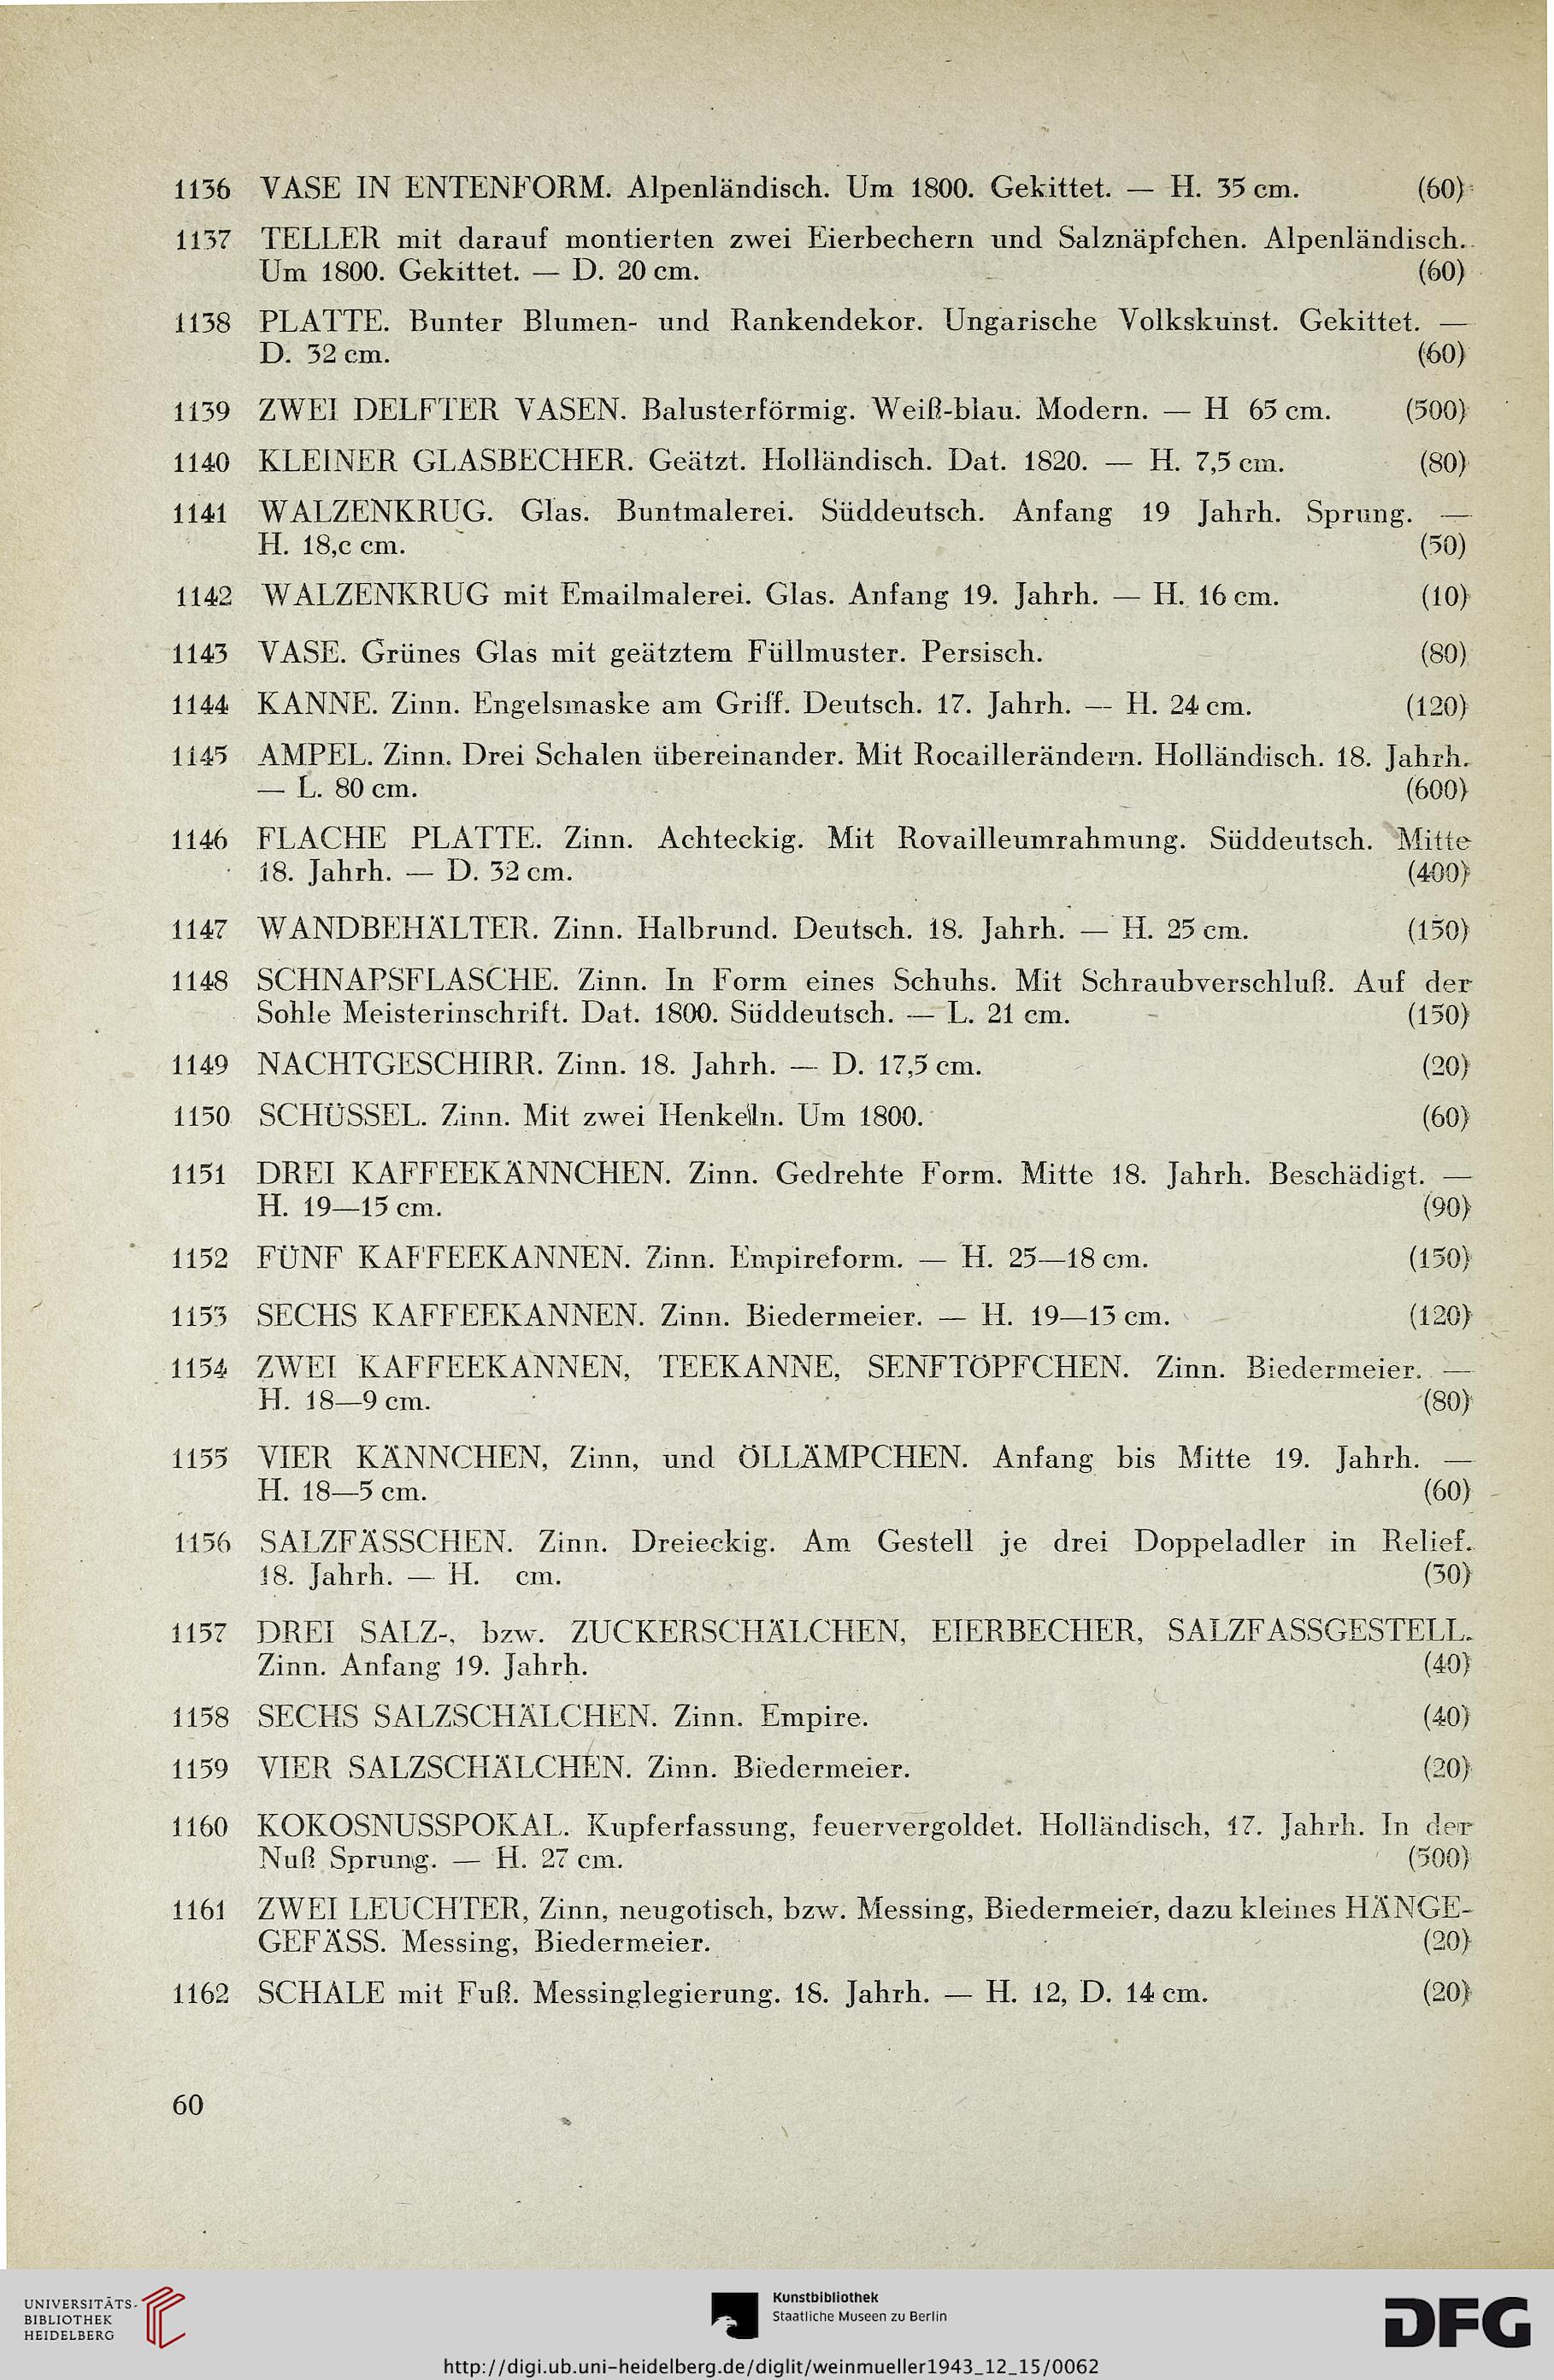 1136 VASE IN ENTENFORM. Alpenländisch. Um 1800. Gekittet. — H. 35 cm. (60)
1137 TELLER mit darauf montierten zwei Eierbechern und Salznäpfchen. Alpenländisch.
Um 1800. Gekittet. — D. 20 cm. (60)
1138 PLATTE. Bunter Blumen- und Rankendekor. Ungarische Volkskunst. Gekittet. —
D. 32 cm. (60)
1139 ZWEI DELFTER VASEN. Balusterförmig. Weiß-blau. Modern. — H 65 cm. (500)
1140 KLEINER GLASBECHER. Geätzt. Holländisch. Dat. 1820. — H. 7,5 cm. (80)
1141 WALZENKRUG. Glas. Buntmalerei. Süddeutsch. Anfang 19 Jahrh. Sprung. —
H. 18,c cm. (50)
1142 WALZENKRUG mit Emailmalerei. Glas. Anfang 19. Jahrh. — H. 16 cm. (10)
1143 VASE. Grünes Glas mit geätztem Füllmuster. Persisch. (80)
1144 KANNE. Zinn. Engelsmaske am Griff. Deutsch. 17. Jahrh. — H. 24 cm. (120)
1145 AMPEL. Zinn. Drei Schalen übereinander. Mit Rocaillerändern. Holländisch. 18. Jahrh.
— L. 80 cm. (600)
1146 FLACHE PLATTE. Zinn. Achteckig. Mit Rovailleumrahmung. Süddeutsch. Mitte
18. Jahrh. — D. 32 cm. (400)
1147 WANDBEHÄLTER. Zinn. Halbrund. Deutsch. 18. Jahrh. — H. 25 cm. (150)
1148 SCHNAPSFLASCHE. Zinn. In Form eines Schuhs. Mit Schraubverschluß. Auf der
Sohle Meisterinschrift. Dat. 1800. Süddeutsch. — L. 21 cm. (150)
1149 NACHTGESCHIRR. Zinn. 18. Jahrh. — D. 17,5 cm. (20)
1150 SCHÜSSEL. Zinn. Mit zwei Henkeln. Um 1800. (60)
1151 DREI KAFFEEKÄNNCHEN. Zinn. Gedrehte Form. Mitte 18. Jahrh. Beschädigt. —
H. 19—15 cm. (90)
1152 FÜNF KAFFEEKANNEN. Zinn. Empireform. — H. 25—18 cm. (150)
1153 SECHS KAFFEEKANNEN. Zinn. Biedermeier. — H. 19—13 cm. (120)
1154 ZWEI KAFFEEKANNEN, TEEKANNE, SENFTÖPFCHEN. Zinn. Biedermeier. —
H. 18—9 cm. (80)
1155 VIER KÄNNCHEN, Zinn, und ÖLLÄMPCHEN. Anfang bis Mitte 19. Jahrh. —
H. 18—5 cm. (60)
1156 SALZFÄSSCHEN. Zinn. Dreieckig. Am Gestell je drei Doppeladler in Relief.
18. Jahrh. — H. cm. (30)
1157 DREI SALZ-, bzw. ZUCKERSCHÄLCHEN, EIERBECHER, SALZFASSGESTELL.
Zinn. Anfang 19. Jahrh. (40)
1158 SECHS SALZSCHÄLCHEN. Zinn. Empire. (40)
1159 VIER SALZSCHÄLCHEN. Zinn. Biedermeier. (20)
1160 KOKOSNUSSPOKAL. Kupferfassung, feuervergoldet. Holländisch, 17. Jahrh. In der
Nuß Sprung. — H. 27 cm. (500)
1161 ZWEI LEUCHTER, Zinn, neugotisch, bzw. Messing, Biedermeier, dazu kleines HÄNGE-
GEFÄSS. Messing, Biedermeier. (20)
1162 SCHALE mit Fuß. Messinglegierung. 18. Jahrh. — H. 12, D. 14 cm. (20)
60
UNIVERSITÄTS-
BIBLIOTHEK
HEIDELBERG
Kunstbibliothek
Staatliche Museen zu Berlin
DFG
http://digi.ub.uni-heidelberg.de/diglit/weinmueller1943_12_15/0062